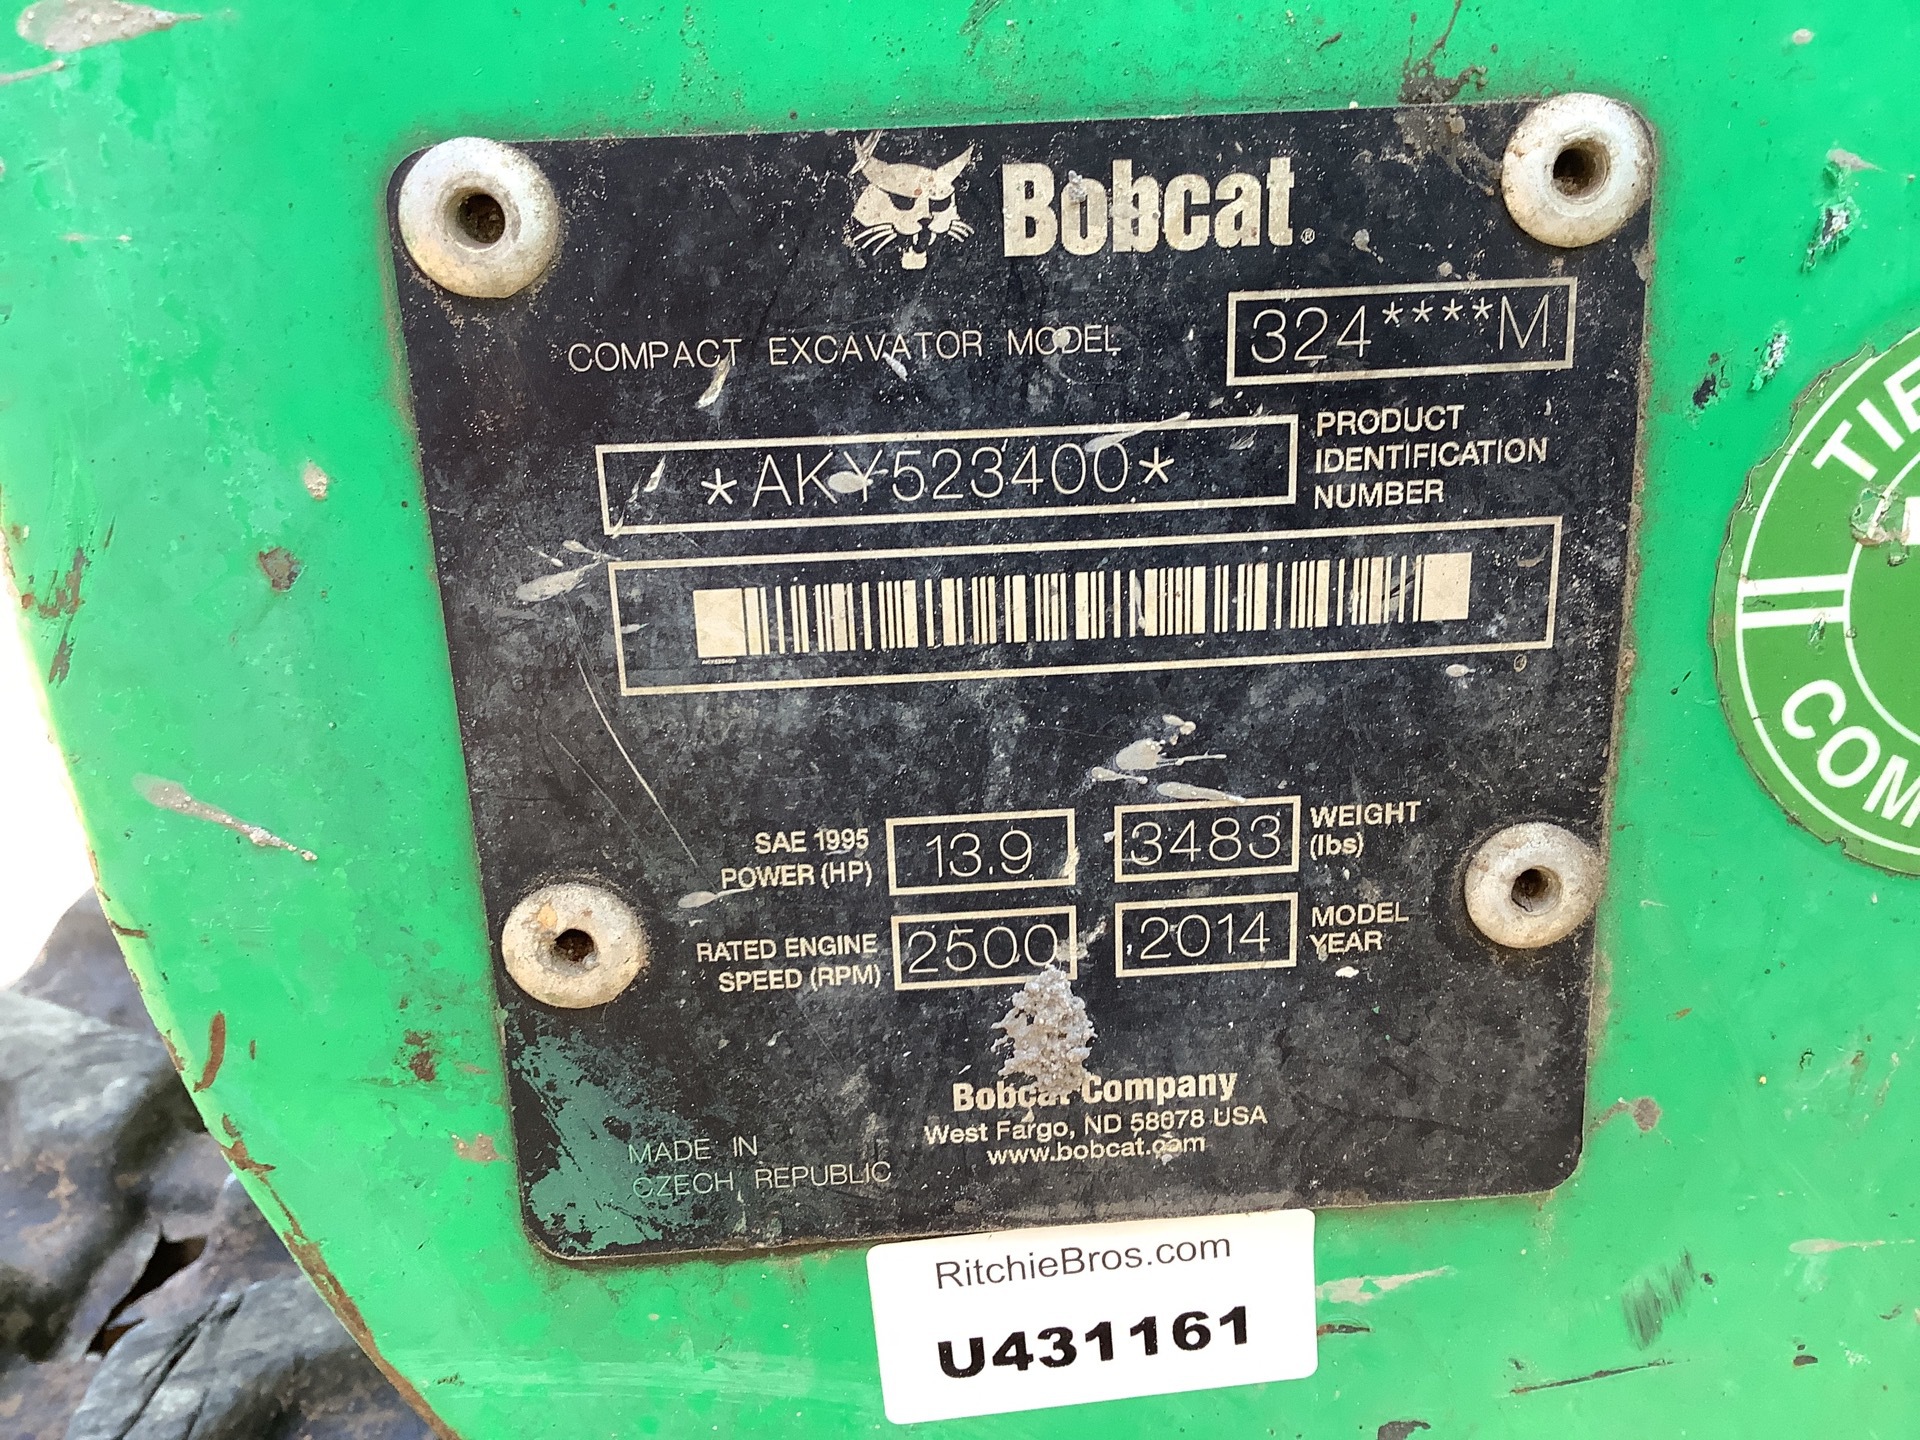 Bobcat®
COMPACT EXCAVATOR MODEL 324****M
*AKY523400* PRODUCT IDENTIFICATION NUMBER
SAE 1995 POWER (HP) 13.9
3483 WEIGHT (lbs)
RATED ENGINE SPEED (RPM) 2500
2014 MODEL YEAR
Bobcat Company
West Fargo, ND 58078 USA
www.bobcat.com
MADE IN
CZECH REPUBLIC
RitchieBros.com
U431161
TIE
COM